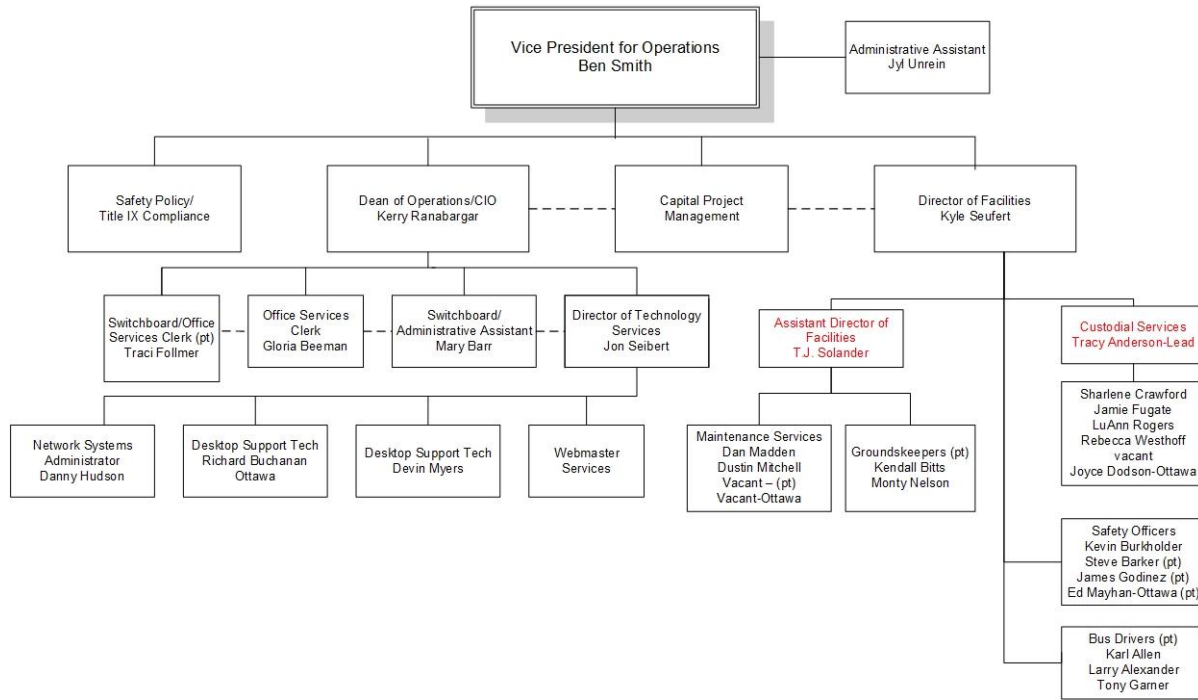 Vice President for Operations
Ben Smith
Administrative Assistant
Jyl Unrein
Safety Policy/
Title IX Compliance
Dean of Operations/CIO
Kerry Ranabargar
Capital Project
Management
Director of Facilities
Kyle Seufert
Switchboard/Office
Services Clerk (pt)
Traci Follmer
Office Services
Clerk
Gloria Beeman
Switchboard/
Administrative Assistant
Mary Barr
Director of Technology
Services
Jon Seibert
Assistant Director of
Facilities
T.J. Solander
Custodial Services
Tracy Anderson-Lead
Sharlene Crawford
Jamie Fugate
LuAnn Rogers
Rebecca Westhoff
vacant
Joyce Dodson-Ottawa
Network Systems
Administrator
Danny Hudson
Desktop Support Tech
Richard Buchanan
Ottawa
Desktop Support Tech
Devin Myers
Webmaster
Services
Maintenance Services
Dan Madden
Dustin Mitchell
Vacant – (pt)
Vacant-Ottawa
Groundskeepers (pt)
Kendall Bitts
Monty Nelson
Safety Officers
Kevin Burkholder
Steve Barker (pt)
James Godinez (pt)
Ed Mayhan-Ottawa (pt)
Bus Drivers (pt)
Karl Allen
Larry Alexander
Tony Garner